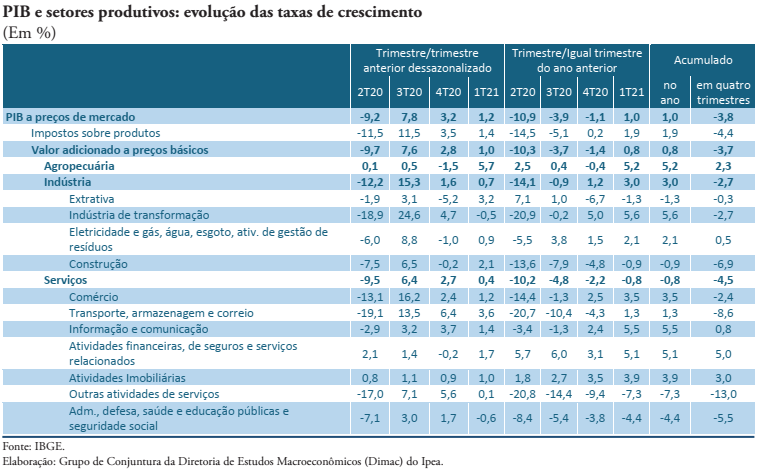 PIB e setores produtivos: evolução das taxas de crescimento
(Em %)
Trimestre/trimestre anterior dessazonalizado Trimestre/Igual trimestre do ano anterior Acumulado
2T20 3T20 4T20 1T21 2T20 3T20 4T20 1T21 no ano em quatro trimestres
PIB a preços de mercado -9,2 7,8 3,2 1,2 -10,9 -3,9 -1,1 1,0 1,0 -3,8
Impostos sobre produtos -11,5 11,5 3,5 1,4 -14,5 -5,1 0,2 1,9 1,9 -4,4
Valor adicionado a preços básicos -9,7 7,6 2,8 1,0 -10,3 -3,7 -1,4 0,8 0,8 -3,7
Agropecuária 0,1 0,5 -1,5 5,7 2,5 0,4 -0,4 5,2 5,2 2,3
Indústria -12,2 15,3 1,6 0,7 -14,1 -0,9 1,2 3,0 3,0 -2,7
Extrativa -1,9 3,1 -5,2 3,2 7,1 1,0 -6,7 -1,3 -1,3 -0,3
Indústria de transformação -18,9 24,6 4,7 -0,5 -20,9 -0,2 5,0 5,6 5,6 -2,7
Eletricidade e gás, água, esgoto, ativ. de gestão de
resíduos -6,0 8,8 -1,0 0,9 -5,5 3,8 1,5 2,1 2,1 0,5
Construção -7,5 6,5 -0,2 2,1 -13,6 -7,9 -4,8 -0,9 -0,9 -6,9
Serviços -9,5 6,4 2,7 0,4 -10,2 -4,8 -2,2 -0,8 -0,8 -4,5
Comércio -13,1 16,2 2,4 1,2 -14,4 -1,3 2,5 3,5 3,5 -2,4
Transporte, armazenagem e correio -19,1 13,5 6,4 3,6 -20,7 -10,4 -4,3 1,3 1,3 -8,6
Informação e comunicação -2,9 3,2 3,7 1,4 -3,4 -1,3 2,4 5,5 5,5 0,8
Atividades financeiras, de seguros e serviços
relacionados 2,1 1,4 -0,2 1,7 5,7 6,0 3,1 5,1 5,1 5,0
Atividades Imobiliárias 0,8 1,1 0,9 1,0 1,8 2,7 3,5 3,9 3,9 3,0
Outras atividades de serviços -17,0 7,1 5,6 0,1 -20,8 -14,4 -9,4 -7,3 -7,3 -13,0
Adm., defesa, saúde e educação públicas e
seguridade social -7,1 3,0 1,7 -0,6 -8,4 -5,4 -3,8 -4,4 -4,4 -5,5
Fonte: IBGE.
Elaboração: Grupo de Conjuntura da Diretoria de Estudos Macroeconômicos (Dimac) do Ipea.